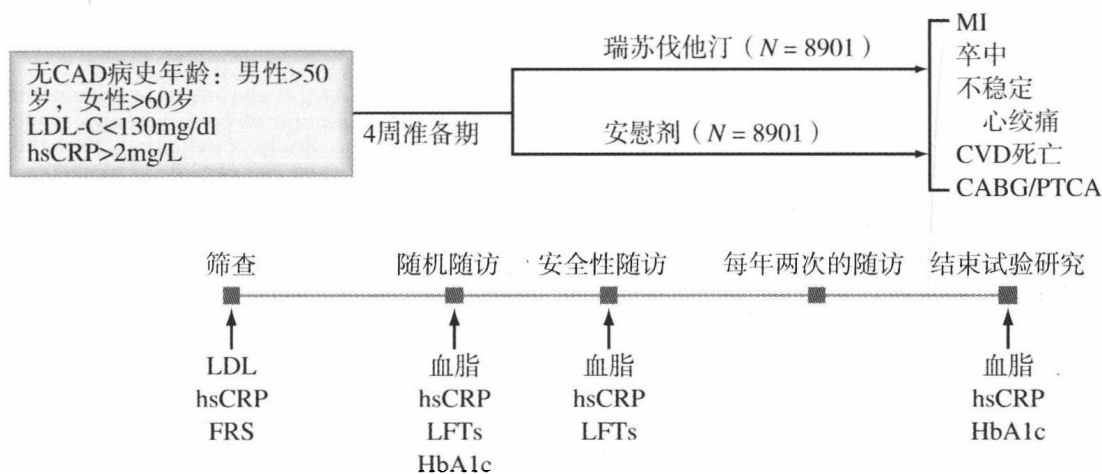 无CAD病史年龄：男性>50
岁，女性>60岁
LDL-C<130mg/dl
hsCRP>2mg/L
4周准备期
瑞苏伐他汀（N = 8901）
安慰剂（N = 8901）
MI
卒中
不稳定
心绞痛
CVD死亡
CABG/PTCA
筛查
随机随访
安全性随访
每年两次的随访
结束试验研究
LDL
hsCRP
FRS
血脂
hsCRP
LFTs
HbA1c
血脂
hsCRP
LFTs
血脂
hsCRP
HbA1c